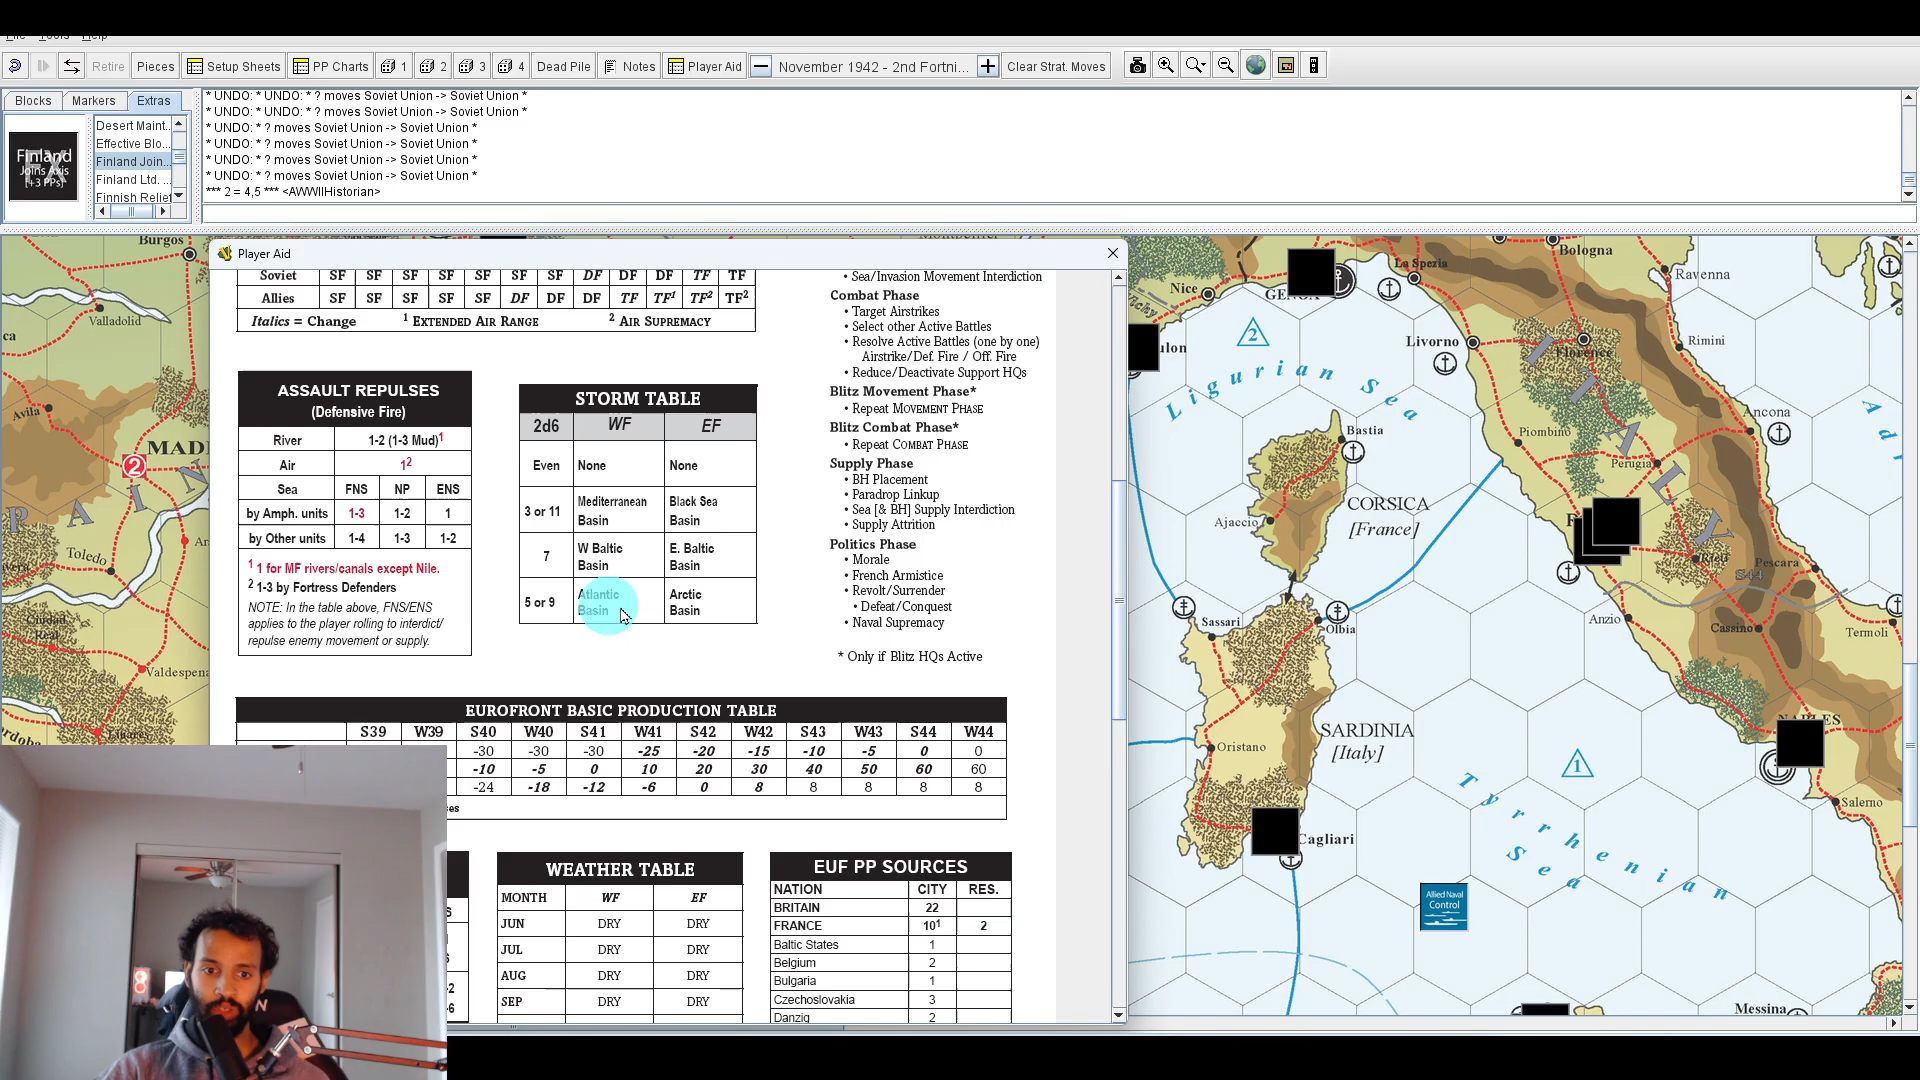 File Tools Help
Retire Pieces Setup Sheets PP Charts 1 2 3 4 Dead Pile Notes Player Aid November 1942 - 2nd Fortni... Clear Strat. Moves
Blocks Markers Extras
Finland
Joins Axis
[+3 PPs]
Desert Maint...
Effective Blo...
Finland Join...
Finland Ltd. ...
Finnish Relief
* UNDO: * UNDO: * ? moves Soviet Union -> Soviet Union *
* UNDO: * UNDO: * ? moves Soviet Union -> Soviet Union *
* UNDO: * ? moves Soviet Union -> Soviet Union *
* UNDO: * ? moves Soviet Union -> Soviet Union *
* UNDO: * ? moves Soviet Union -> Soviet Union *
* UNDO: * ? moves Soviet Union -> Soviet Union *
*** 2 = 4,5 *** <AWWIIHistorian>
Player Aid
Soviet SF SF SF SF SF SF SF DF DF DF TF TF
Allies SF SF SF SF SF DF DF DF TF TF1 TF2 TF2
Italics = Change 1 EXTENDED AIR RANGE 2 AIR SUPREMACY
ASSAULT REPULSES
(Defensive Fire)
River 1-2 (1-3 Mud)1
Air 12
Sea FNS NP ENS
by Amph. units 1-3 1-2 1
by Other units 1-4 1-3 1-2
1 1 for MF rivers/canals except Nile.
2 1-3 by Fortress Defenders
NOTE: In the table above, FNS/ENS
applies to the player rolling to interdict/
repulse enemy movement or supply.
STORM TABLE
2d6 WF EF
Even None None
3 or 11 Mediterranean Basin Black Sea Basin
7 W Baltic Basin E. Baltic Basin
5 or 9 Atlantic Basin Arctic Basin
• Sea/Invasion Movement Interdiction
Combat Phase
• Target Airstrikes
• Select other Active Battles
• Resolve Active Battles (one by one)
Airstrike/Def. Fire / Off. Fire
• Reduce/Deactivate Support HQs
Blitz Movement Phase*
• Repeat MOVEMENT PHASE
Blitz Combat Phase*
• Repeat COMBAT PHASE
Supply Phase
• BH Placement
• Paradrop Linkup
• Sea [& BH] Supply Interdiction
• Supply Attrition
Politics Phase
• Morale
• French Armistice
• Revolt/Surrender
• Defeat/Conquest
• Naval Supremacy
* Only if Blitz HQs Active
EUROFRONT BASIC PRODUCTION TABLE
S39 W39 S40 W40 S41 W41 S42 W42 S43 W43 S44 W44
-30 -30 -30 -25 -20 -15 -10 -5 0 0
-10 -5 0 10 20 30 40 50 60 60
-24 -18 -12 -6 0 8 8 8 8 8
WEATHER TABLE
MONTH WF EF
JUN DRY DRY
JUL DRY DRY
AUG DRY DRY
SEP DRY DRY
EUF PP SOURCES
NATION CITY RES.
BRITAIN 22
FRANCE 101 2
Baltic States 1
Belgium 2
Bulgaria 1
Czechoslovakia 3
Danzig 2
Burgos
Valladolid
Avila
MAD
2
P A I N
Toledo
Ciudad
Real
Valdepena
Linares
Nice
GENOA
La Spezia
Bologna
Ravenna
Rimini
Livorno
Florence
Ancona
Piombino
Perugia
2
Ligurian Sea
Bastia
CORSICA
[France]
Ajaccio
ITALY
Rieti
Pescara
S44
Sassari
Olbia
Anzio
Cassino
Termoli
Oristano
SARDINIA
[Italy]
NAPLES
Salerno
1
Tyrrhenian
Sea
Cagliari
Allied Naval
Control
Messina